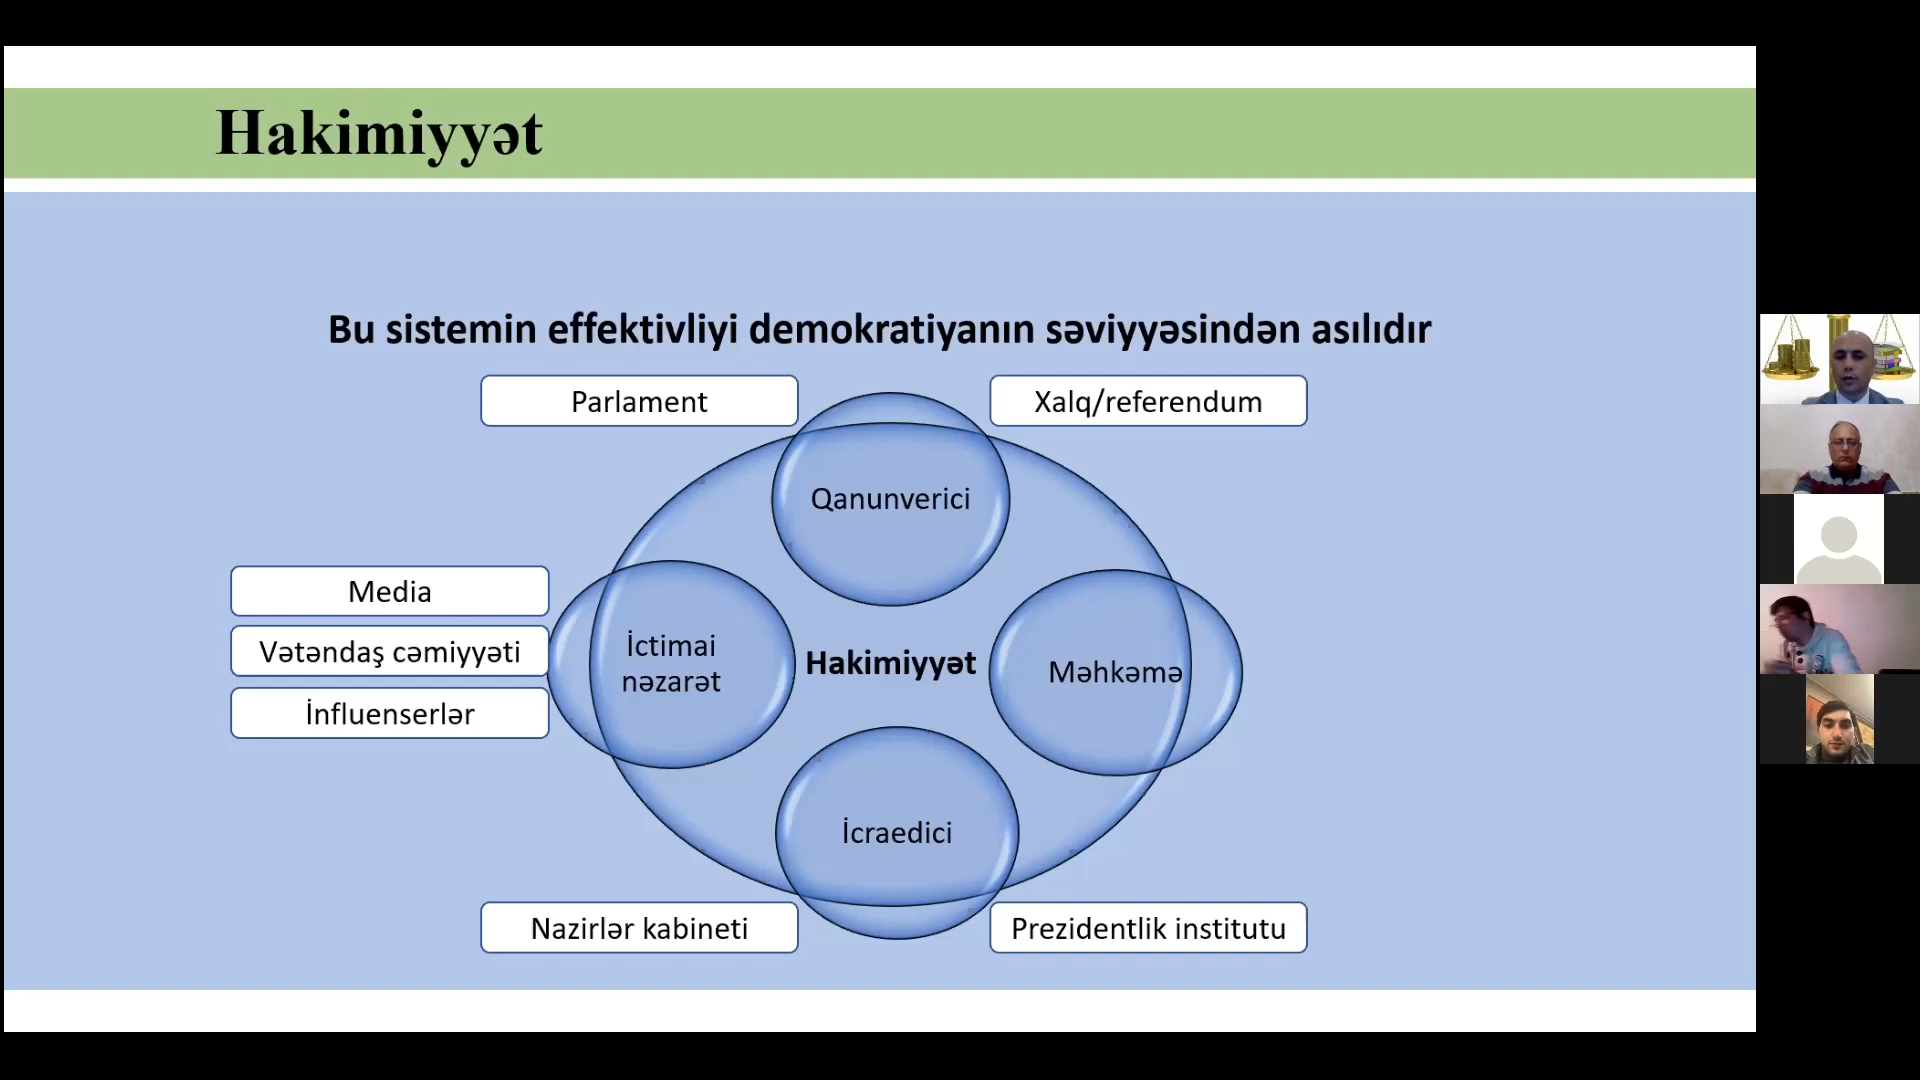 Hakimiyyət
Bu sistemin effektivliyi demokratiyanın səviyyəsindən asılıdır
Parlament
Xalq/referendum
Qanunverici
Media
Vətəndaş cəmiyyəti
İnfluenserlər
İctimai
nəzarət
Hakimiyyət
Məhkəmə
İcraedici
Nazirlər kabineti
Prezidentlik institutu